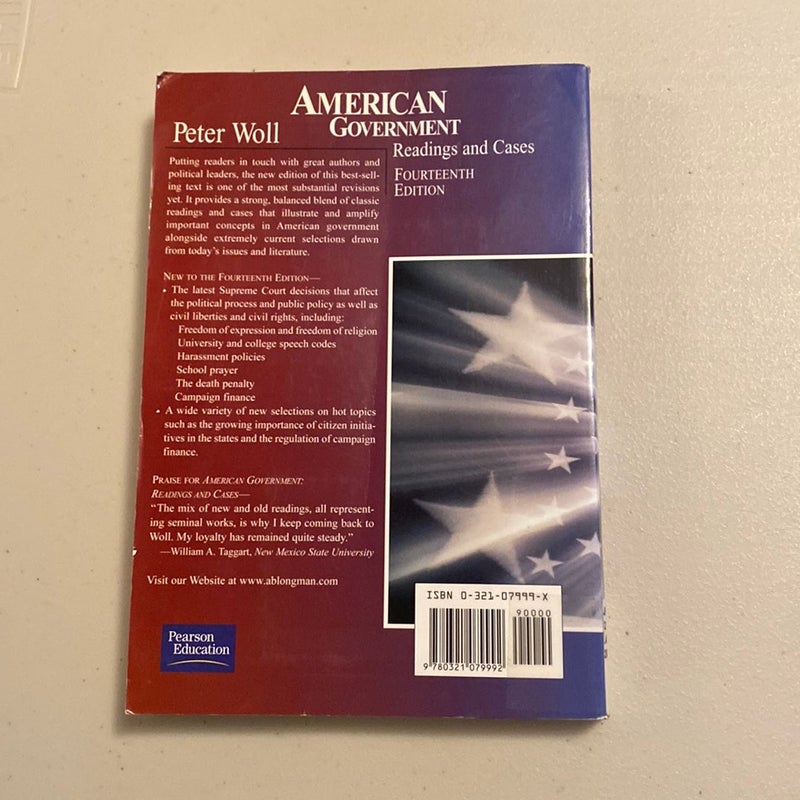 AMERICAN
GOVERNMENT
Peter Woll
Readings and Cases
FOURTEENTH
EDITION
Putting readers in touch with great authors and
political leaders, the new edition of this best-sell-
ing text is one of the most substantial revisions
yet. It provides a strong, balanced blend of classic
readings and cases that illustrate and amplify
important concepts in American government
alongside extremely current selections drawn
from today's issues and literature.
NEW TO THE FOURTEENTH EDITION—
• The latest Supreme Court decisions that affect
the political process and public policy as well as
civil liberties and civil rights, including:
Freedom of expression and freedom of religion
University and college speech codes
Harassment policies
School prayer
The death penalty
Campaign finance
• A wide variety of new selections on hot topics
such as the growing importance of citizen initia-
tives in the states and the regulation of campaign
finance.
PRAISE FOR AMERICAN GOVERNMENT:
READINGS AND CASES—
"The mix of new and old readings, all represent-
ing seminal works, is why I keep coming back to
Woll. My loyalty has remained quite steady."
—William A. Taggart, New Mexico State University
Visit our Website at www.ablongman.com
Pearson
Education
ISBN 0-321-07999-X
90000
9 780321 079992